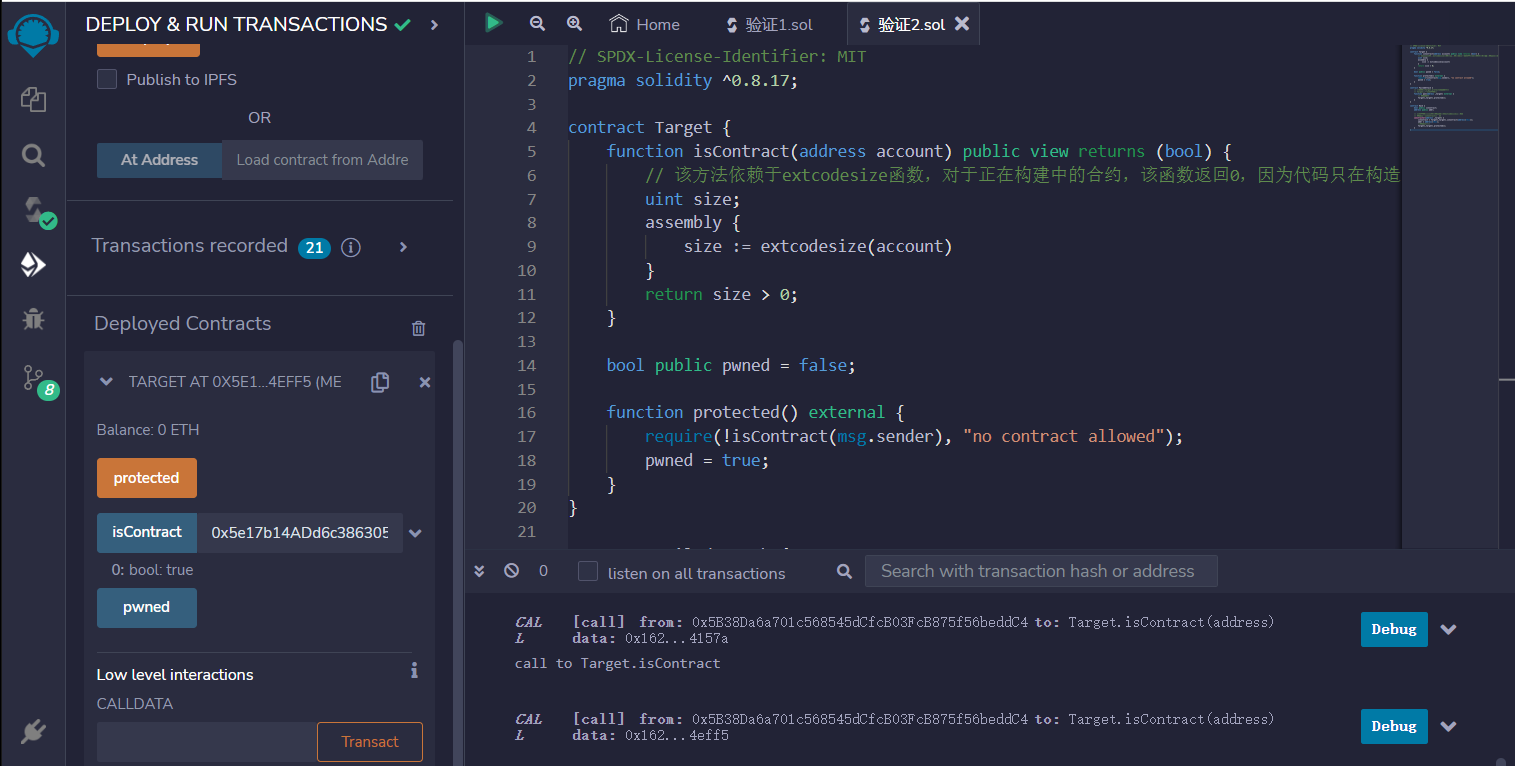 DEPLOY & RUN TRANSACTIONS
Publish to IPFS
OR
At Address
Load contract from Addre
Transactions recorded 21
Deployed Contracts
TARGET AT 0X5E1...4EFF5 (ME
Balance: 0 ETH
protected
isContract
0x5e17b14ADd6c386305
0: bool: true
pwned
Low level interactions
CALLDATA
Transact
8
Home
验证1.sol
验证2.sol
1 // SPDX-License-Identifier: MIT
2 pragma solidity ^0.8.17;
3
4 contract Target {
5 function isContract(address account) public view returns (bool) {
6 // 该方法依赖于extcodesize函数，对于正在构建中的合约，该函数返回0，因为代码只在构造
7 uint size;
8 assembly {
9 size := extcodesize(account)
10 }
11 return size > 0;
12 }
13
14 bool public pwned = false;
15
16 function protected() external {
17 require(!isContract(msg.sender), "no contract allowed");
18 pwned = true;
19 }
20 }
21
0
listen on all transactions
Search with transaction hash or address
CAL [call] from: 0x5B38Da6a701c568545dCfcB03FcB875f56beddC4 to: Target.isContract(address)
L data: 0x162...4157a
Debug
call to Target.isContract
CAL [call] from: 0x5B38Da6a701c568545dCfcB03FcB875f56beddC4 to: Target.isContract(address)
L data: 0x162...4eff5
Debug